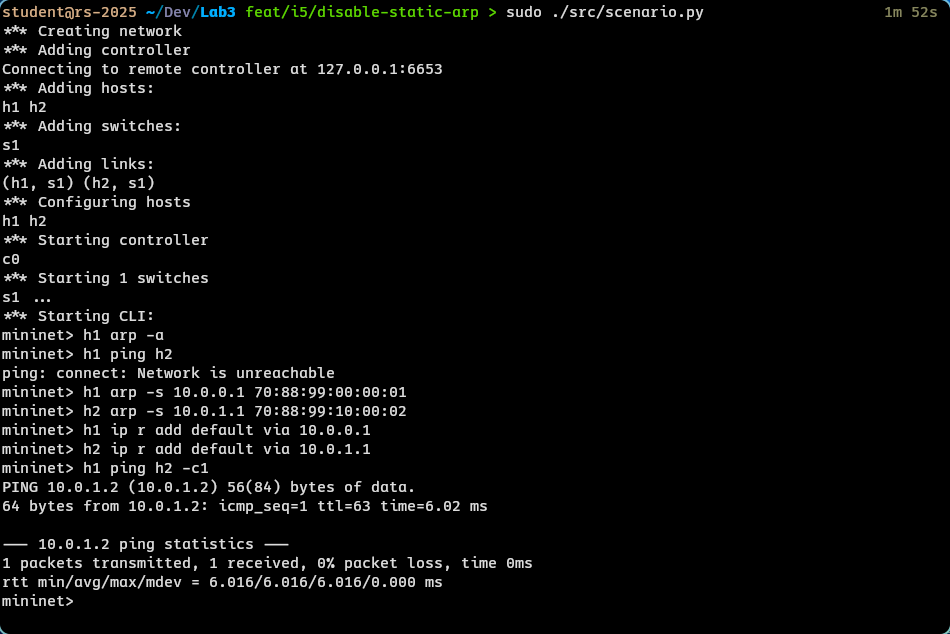 student@rs-2025 ~/Dev/Lab3 feat/i5/disable-static-arp > sudo ./src/scenario.py 1m 52s
*** Creating network
*** Adding controller
Connecting to remote controller at 127.0.0.1:6653
*** Adding hosts:
h1 h2
*** Adding switches:
s1
*** Adding links:
(h1, s1) (h2, s1)
*** Configuring hosts
h1 h2
*** Starting controller
c0
*** Starting 1 switches
s1 ...
*** Starting CLI:
mininet> h1 arp -a
mininet> h1 ping h2
ping: connect: Network is unreachable
mininet> h1 arp -s 10.0.0.1 70:88:99:00:00:01
mininet> h2 arp -s 10.0.1.1 70:88:99:10:00:02
mininet> h1 ip r add default via 10.0.0.1
mininet> h2 ip r add default via 10.0.1.1
mininet> h1 ping h2 -c1
PING 10.0.1.2 (10.0.1.2) 56(84) bytes of data.
64 bytes from 10.0.1.2: icmp_seq=1 ttl=63 time=6.02 ms

--- 10.0.1.2 ping statistics ---
1 packets transmitted, 1 received, 0% packet loss, time 0ms
rtt min/avg/max/mdev = 6.016/6.016/6.016/0.000 ms
mininet>